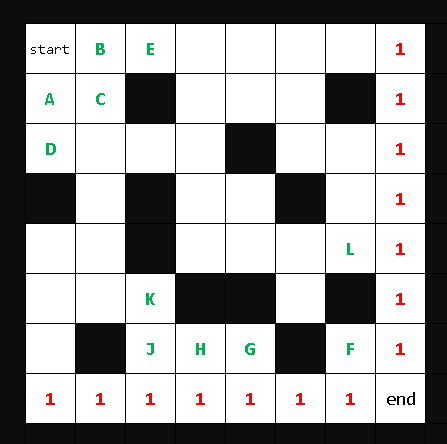 start B E 1
A C 1
D 1
1
L 1
K 1
J H G F 1
1 1 1 1 1 1 1 end